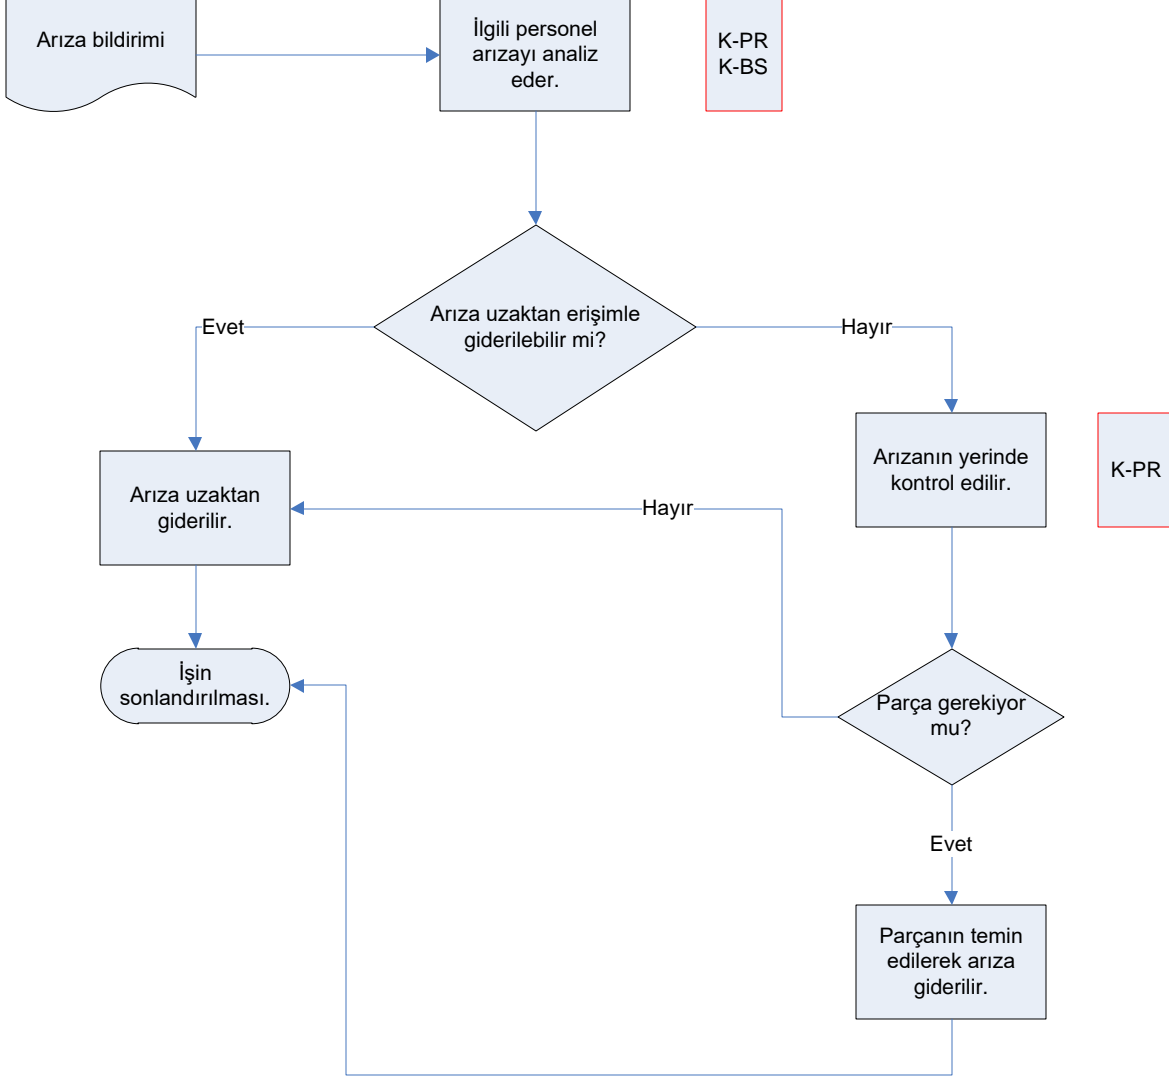 Arıza bildirimi
İlgili personel
arızayı analiz
eder.
K-PR
K-BS
Arıza uzaktan erişimle
giderilebilir mi?
Evet
Hayır
Arızanın yerinde
kontrol edilir.
K-PR
Arıza uzaktan
giderilir.
Hayır
İşin
sonlandırılması.
Parça gerekiyor
mu?
Evet
Parçanın temin
edilerek arıza
giderilir.